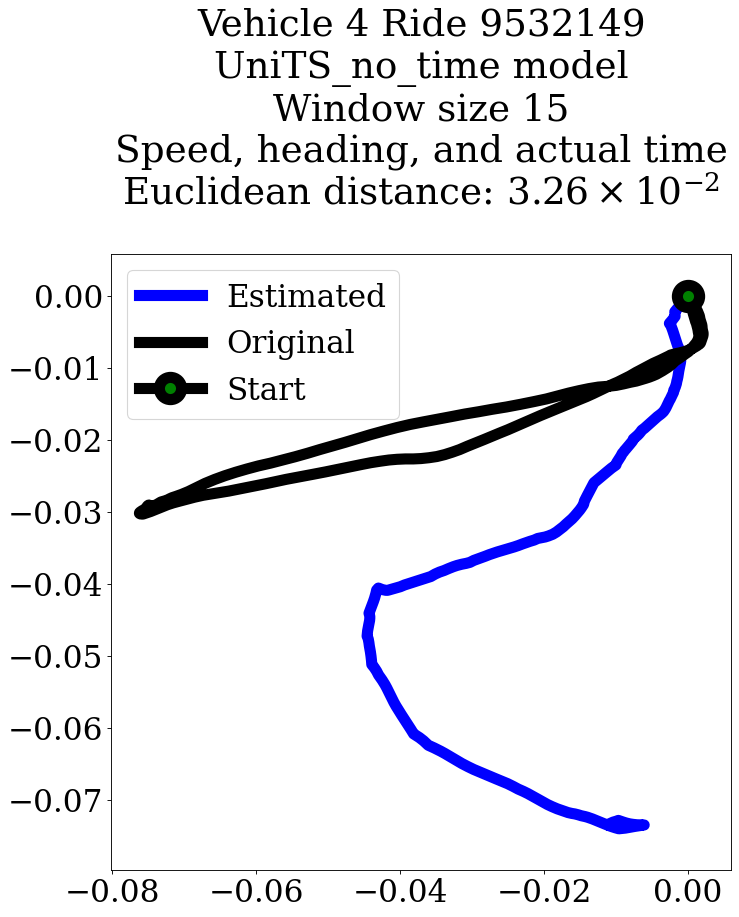 Vehicle 4 Ride 9532149
UniTS_no_time model
Window size 15
Speed, heading, and actual time
Euclidean distance: 3.26 × 10⁻²
Estimated
Original
Start
0.00
−0.01
−0.02
−0.03
−0.04
−0.05
−0.06
−0.07
−0.08 −0.06 −0.04 −0.02 0.00